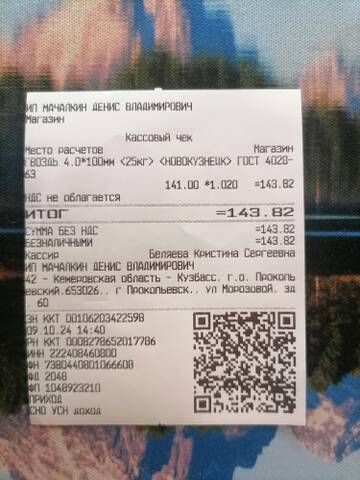 ИП МАЧАЛКИН ДЕНИС ВЛАДИМИРОВИЧ
Магазин
Кассовый чек
Место расчетов Магазин
ГВОЗДЬ 4.0*100мм <25кг> <НОВОКУЗНЕЦК> ГОСТ 4028-
63
141.00 *1.020 =143.82
НДС не облагается
ИТОГ =143.82
СУММА БЕЗ НДС =143.82
БЕЗНАЛИЧНЫМИ =143.82
Кассир Беляева Кристина Сергеевна
ИП МАЧАЛКИН ДЕНИС ВЛАДИМИРОВИЧ
42 - Кемеровская область - Кузбасс. г.о. Прокопь
евский.653026.. г Прокопьевск.. ул Морозовой. зд
. 60
ЗН ККТ 00106203422598
09.10.24 14:40
РН ККТ 0008278652017786
ИНН 222408460800
ФН 7380440801066608
ФД 2048
ФП 1048923210
ПРИХОД
СНО УСН доход